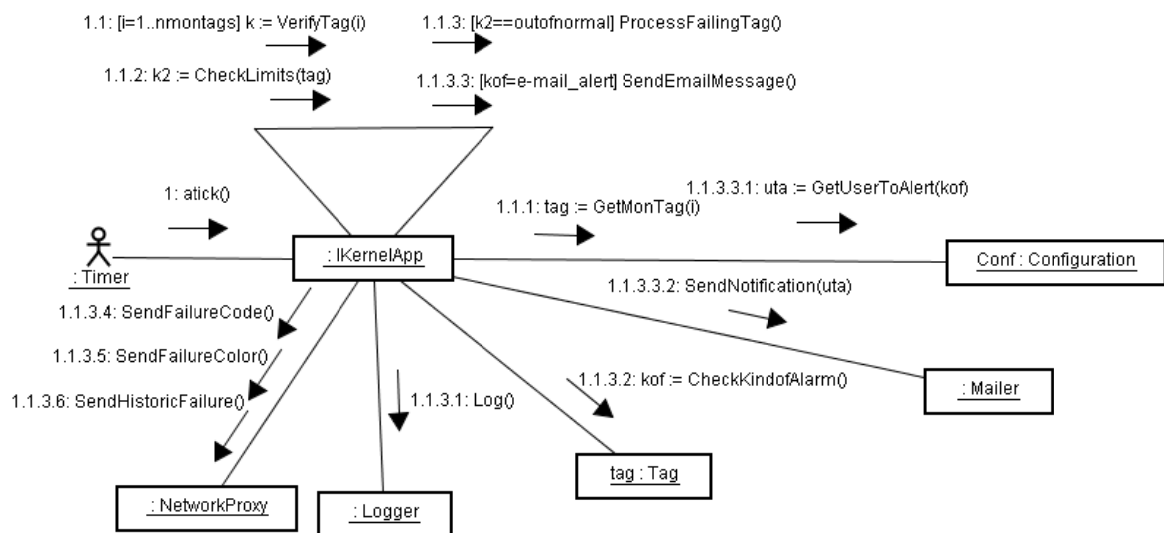 1.1: [i=1..nmontags] k := VerifyTag(i)
1.1.3: [k2==outofnormal] ProcessFailingTag()
1.1.2: k2 := CheckLimits(tag)
1.1.3.3: [kof=e-mail_alert] SendEmailMessage()
1: atick()
1.1.3.3.1: uta := GetUserToAlert(kof)
1.1.1: tag := GetMonTag(i)
: Timer
: IKernelApp
Conf : Configuration
1.1.3.3.2: SendNotification(uta)
1.1.3.4: SendFailureCode()
1.1.3.5: SendFailureColor()
1.1.3.2: kof := CheckKindofAlarm()
1.1.3.6: SendHistoricFailure()
1.1.3.1: Log()
: Mailer
tag : Tag
: NetworkProxy
: Logger